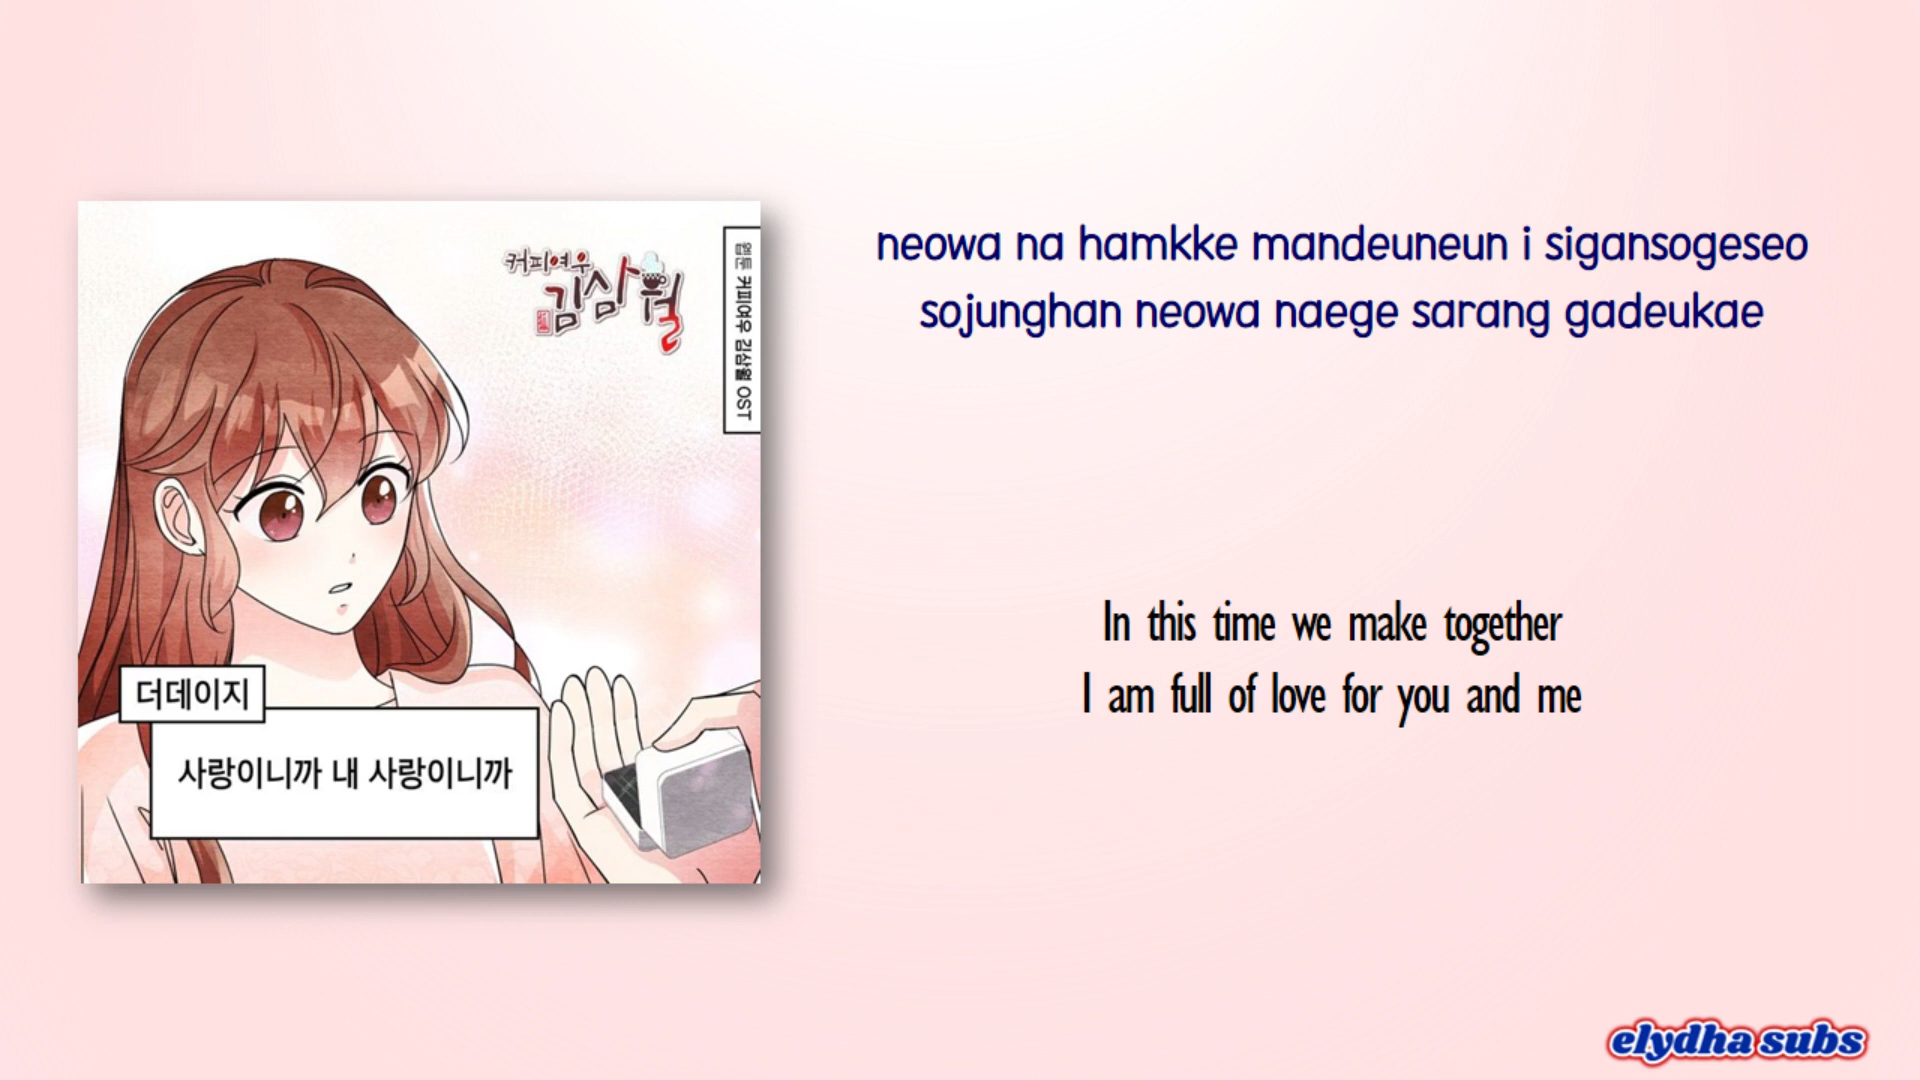 커피여우
김삼월
웹툰 커피여우 김삼월 OST
더데이지
사랑이니까 내 사랑이니까
neowa na hamkke mandeuneun i sigansogeseo
sojunghan neowa naege sarang gadeukae
In this time we make together
I am full of love for you and me
elydha subs